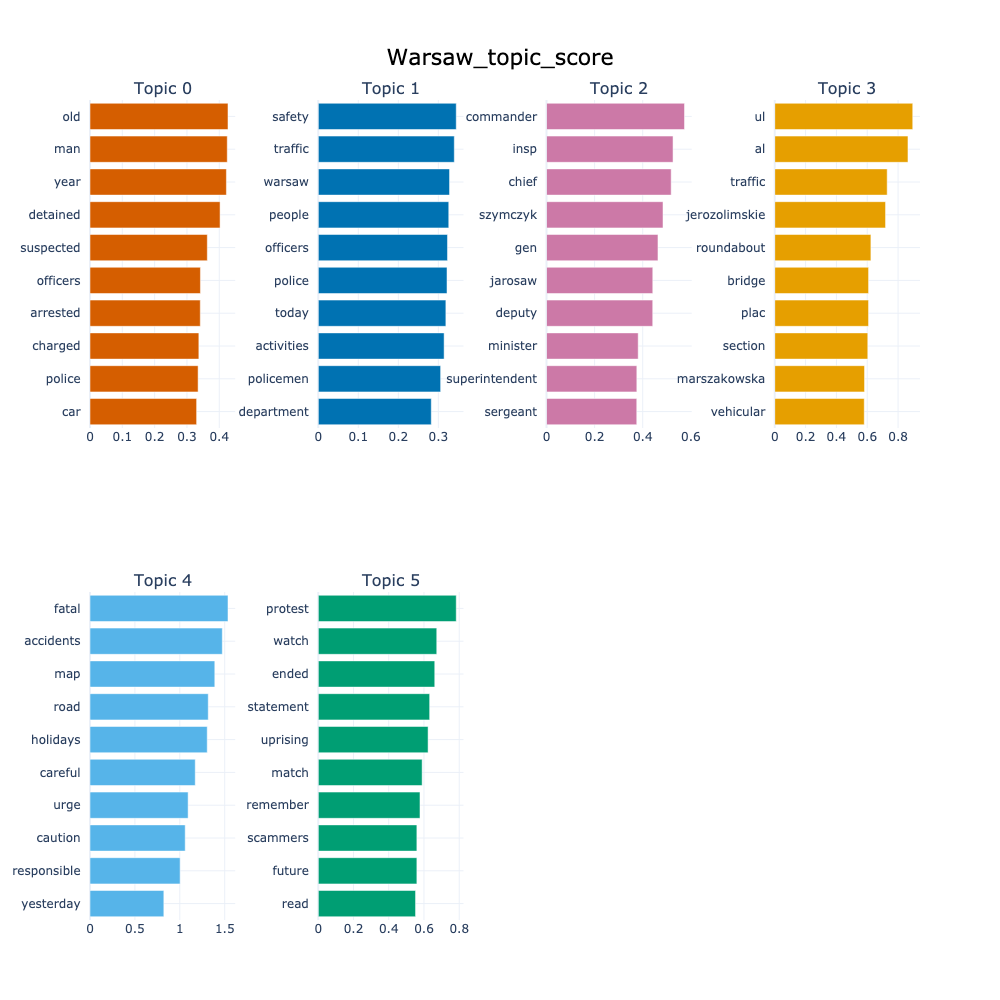 Warsaw_topic_score
Topic 0
old
man
year
detained
suspected
officers
arrested
charged
police
car
0 0.1 0.2 0.3 0.4
Topic 1
safety
traffic
warsaw
people
officers
police
today
activities
policemen
department
0 0.1 0.2 0.3
Topic 2
commander
insp
chief
szymczyk
gen
jarosaw
deputy
minister
superintendent
sergeant
0 0.2 0.4 0.6
Topic 3
ul
al
traffic
jerozolimskie
roundabout
bridge
plac
section
marszakowska
vehicular
0 0.2 0.4 0.6 0.8
Topic 4
fatal
accidents
map
road
holidays
careful
urge
caution
responsible
yesterday
0 0.5 1 1.5
Topic 5
protest
watch
ended
statement
uprising
match
remember
scammers
future
read
0 0.2 0.4 0.6 0.8